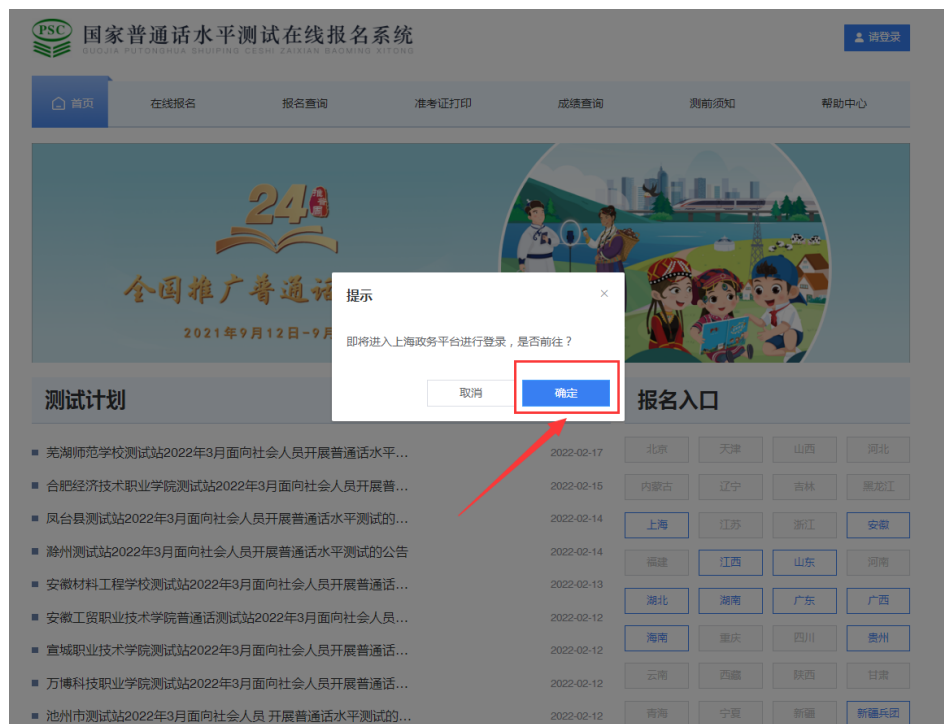 PSC
国家普通话水平测试在线报名系统
GUOJIA PUTONGHUA SHUIPING CESHI ZAIXIAN BAOMING XITONG
请登录
首页
在线报名
报名查询
准考证打印
成绩查询
测前须知
帮助中心
24
全国推广普通话
2021年9月12日-9月
提示
×
即将进入上海政务平台进行登录，是否前往？
取消
确定
测试计划
报名入口
芜湖师范学校测试站2022年3月面向社会人员开展普通话水平… 2022-02-17
合肥经济技术职业学院测试站2022年3月面向社会人员开展普… 2022-02-15
凤台县测试站2022年3月面向社会人员开展普通话水平测试的… 2022-02-14
滁州测试站2022年3月面向社会人员开展普通话水平测试的公告 2022-02-14
安徽材料工程学校测试站2022年3月面向社会人员开展普通话… 2022-02-13
安徽工贸职业技术学院普通话测试站2022年3月面向社会人员… 2022-02-12
宣城职业技术学院测试站2022年3月面向社会人员开展普通话… 2022-02-12
万博科技职业学院测试站2022年3月面向社会人员开展普通话… 2022-02-12
池州市测试站2022年3月面向社会人员 开展普通话水平测试的… 2022-02-12
北京 天津 山西 河北
内蒙古 辽宁 吉林 黑龙江
上海 江苏 浙江 安徽
福建 江西 山东 河南
湖北 湖南 广东 广西
海南 重庆 四川 贵州
云南 西藏 陕西 甘肃
青海 宁夏 新疆 新疆兵团